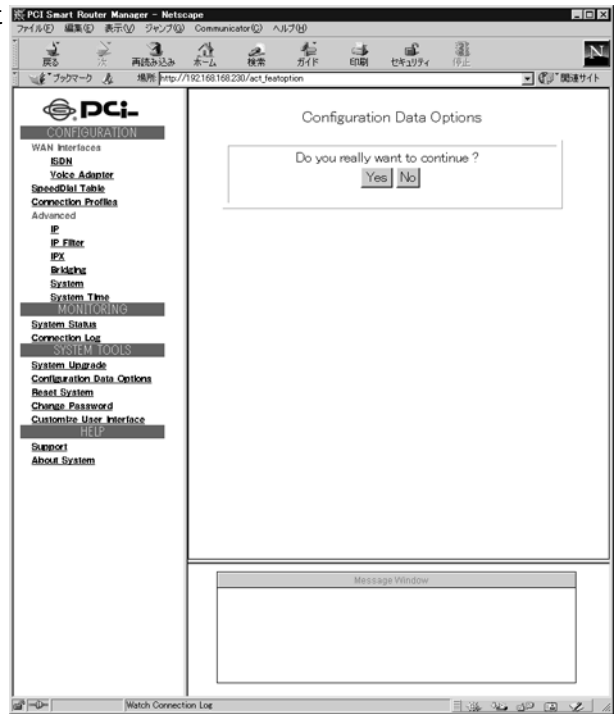 PCI Smart Router Manager - Netscape
ファイル(F) 編集(E) 表示(V) ジャンプ(G) Communicator(C) ヘルプ(H)
戻る 次 再読み込み ホーム 検索 ガイド 印刷 セキュリティ 停止
ブックマーク 場所: http://192.168.168.230/act_featoption 関連サイト
PCi
CONFIGURATION
WAN Interfaces
ISDN
Voice Adapter
SpeedDial Table
Connection Profiles
Advanced
IP
IP Filter
IPX
Bridging
System
System Time
MONITORING
System Status
Connection Log
SYSTEM TOOLS
System Upgrade
Configuration Data Options
Reset System
Change Password
Customize User Interface
HELP
Support
About System
Configuration Data Options
Do you really want to continue ?
Yes No
Message Window
Watch Connection Log